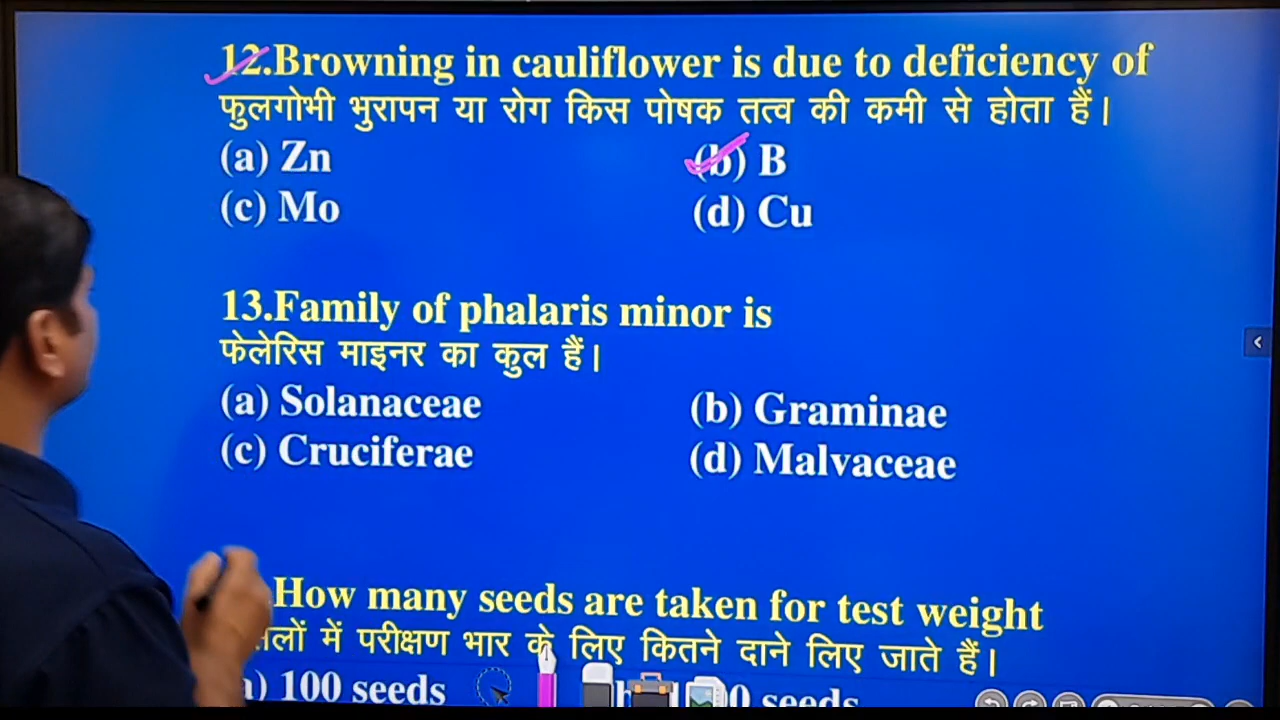 12.Browning in cauliflower is due to deficiency of
फुलगोभी भुरापन या रोग किस पोषक तत्व की कमी से होता हैं।
(a) Zn (b) B
(c) Mo (d) Cu
13.Family of phalaris minor is
फेलेरिस माइनर का कुल हैं।
(a) Solanaceae (b) Graminae
(c) Cruciferae (d) Malvaceae
How many seeds are taken for test weight
में परीक्षण भार के लिए कितने दाने लिए जाते हैं।
100 seeds seeds